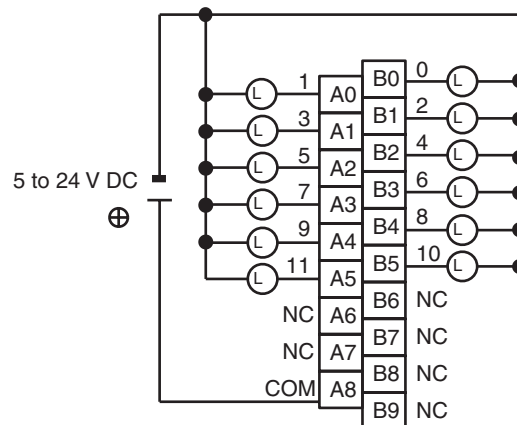 B0 0 L
L 1 A0
B1 2 L
L 3 A1
B2 4 L
L 5 A2
5 to 24 V DC
B3 6 L
L 7 A3
B4 8 L
L 9 A4
B5 10 L
L 11 A5
B6 NC
NC A6
B7 NC
NC A7
B8 NC
COM A8
B9 NC